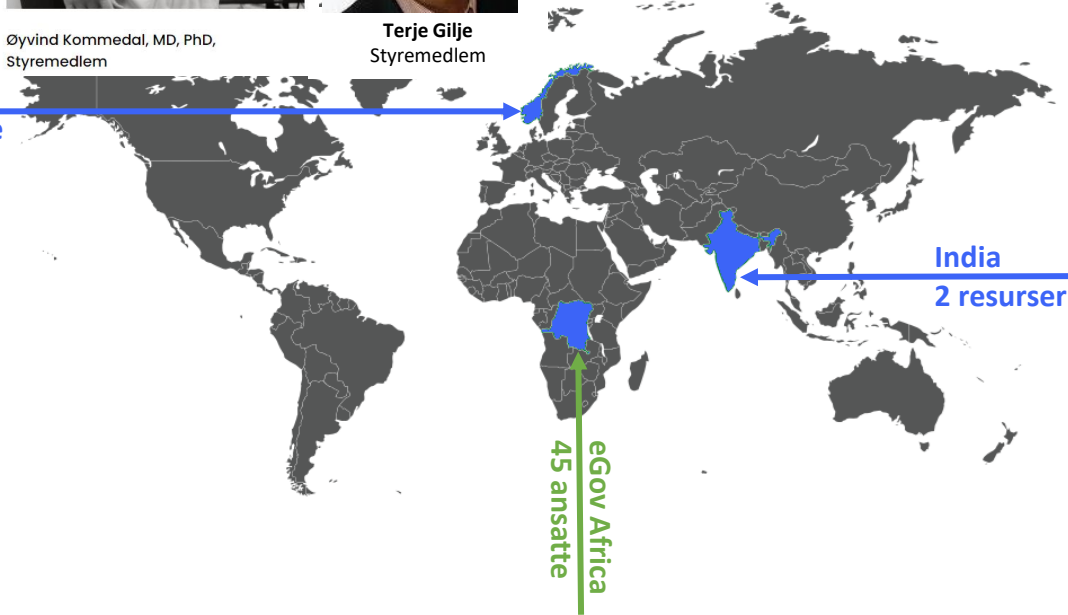 Øyvind Kommedal, MD, PhD,
Styremedlem
Terje Gilje
Styremedlem
India
2 resurser
eGov Africa
45 ansatte